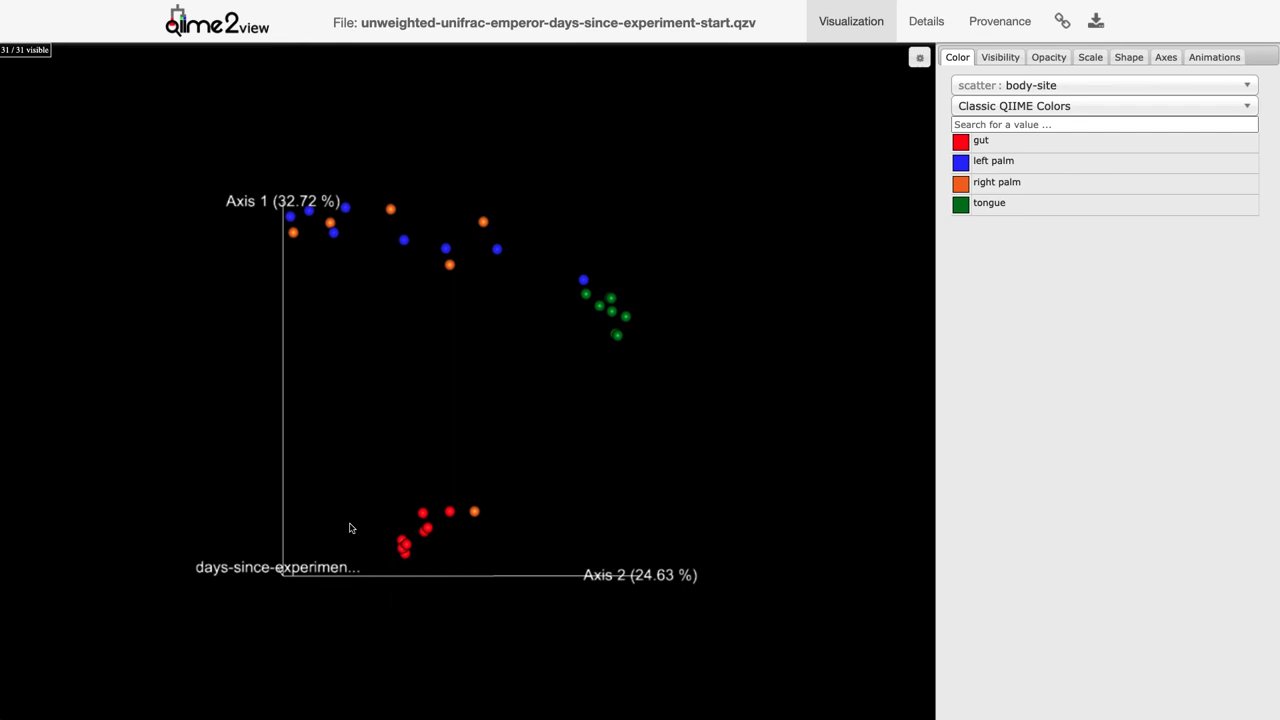 qiime2view
File: unweighted-unifrac-emperor-days-since-experiment-start.qzv
Visualization
Details
Provenance
31 / 31 visible
Color
Visibility
Opacity
Scale
Shape
Axes
Animations
scatter : body-site
Classic QIIME Colors
Search for a value ...
gut
left palm
right palm
tongue
Axis 1 (32.72 %)
days-since-experimen...
Axis 2 (24.63 %)